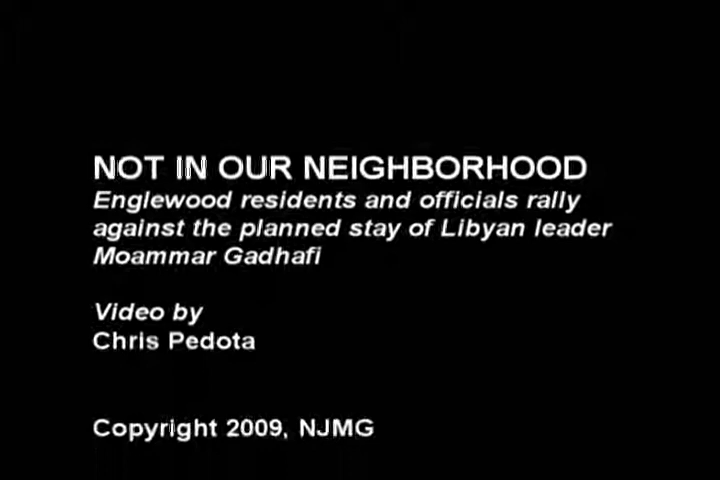 NOT IN OUR NEIGHBORHOOD
Englewood residents and officials rally
against the planned stay of Libyan leader
Moammar Gadhafi
Video by
Chris Pedota
Copyright 2009, NJMG